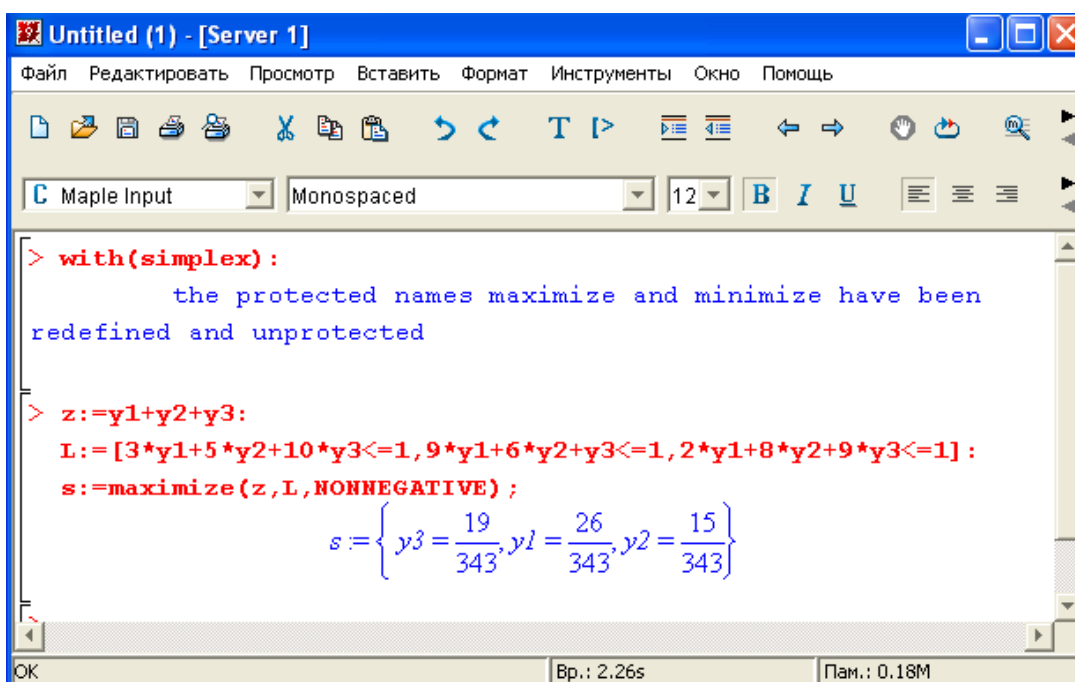 Untitled (1) - [Server 1]
Файл Редактировать Просмотр Вставить Формат Инструменты Окно Помощь
T
C Maple Input Monospaced 12 B I U
> with(simplex):
the protected names maximize and minimize have been
redefined and unprotected
> z:=y1+y2+y3:
L:=[3*y1+5*y2+10*y3<=1,9*y1+6*y2+y3<=1,2*y1+8*y2+9*y3<=1]:
s:=maximize(z,L,NONNEGATIVE);
s := { y3 = 19/343, y1 = 26/343, y2 = 15/343 }
>
OK Вр.: 2.26s Пам.: 0.18M